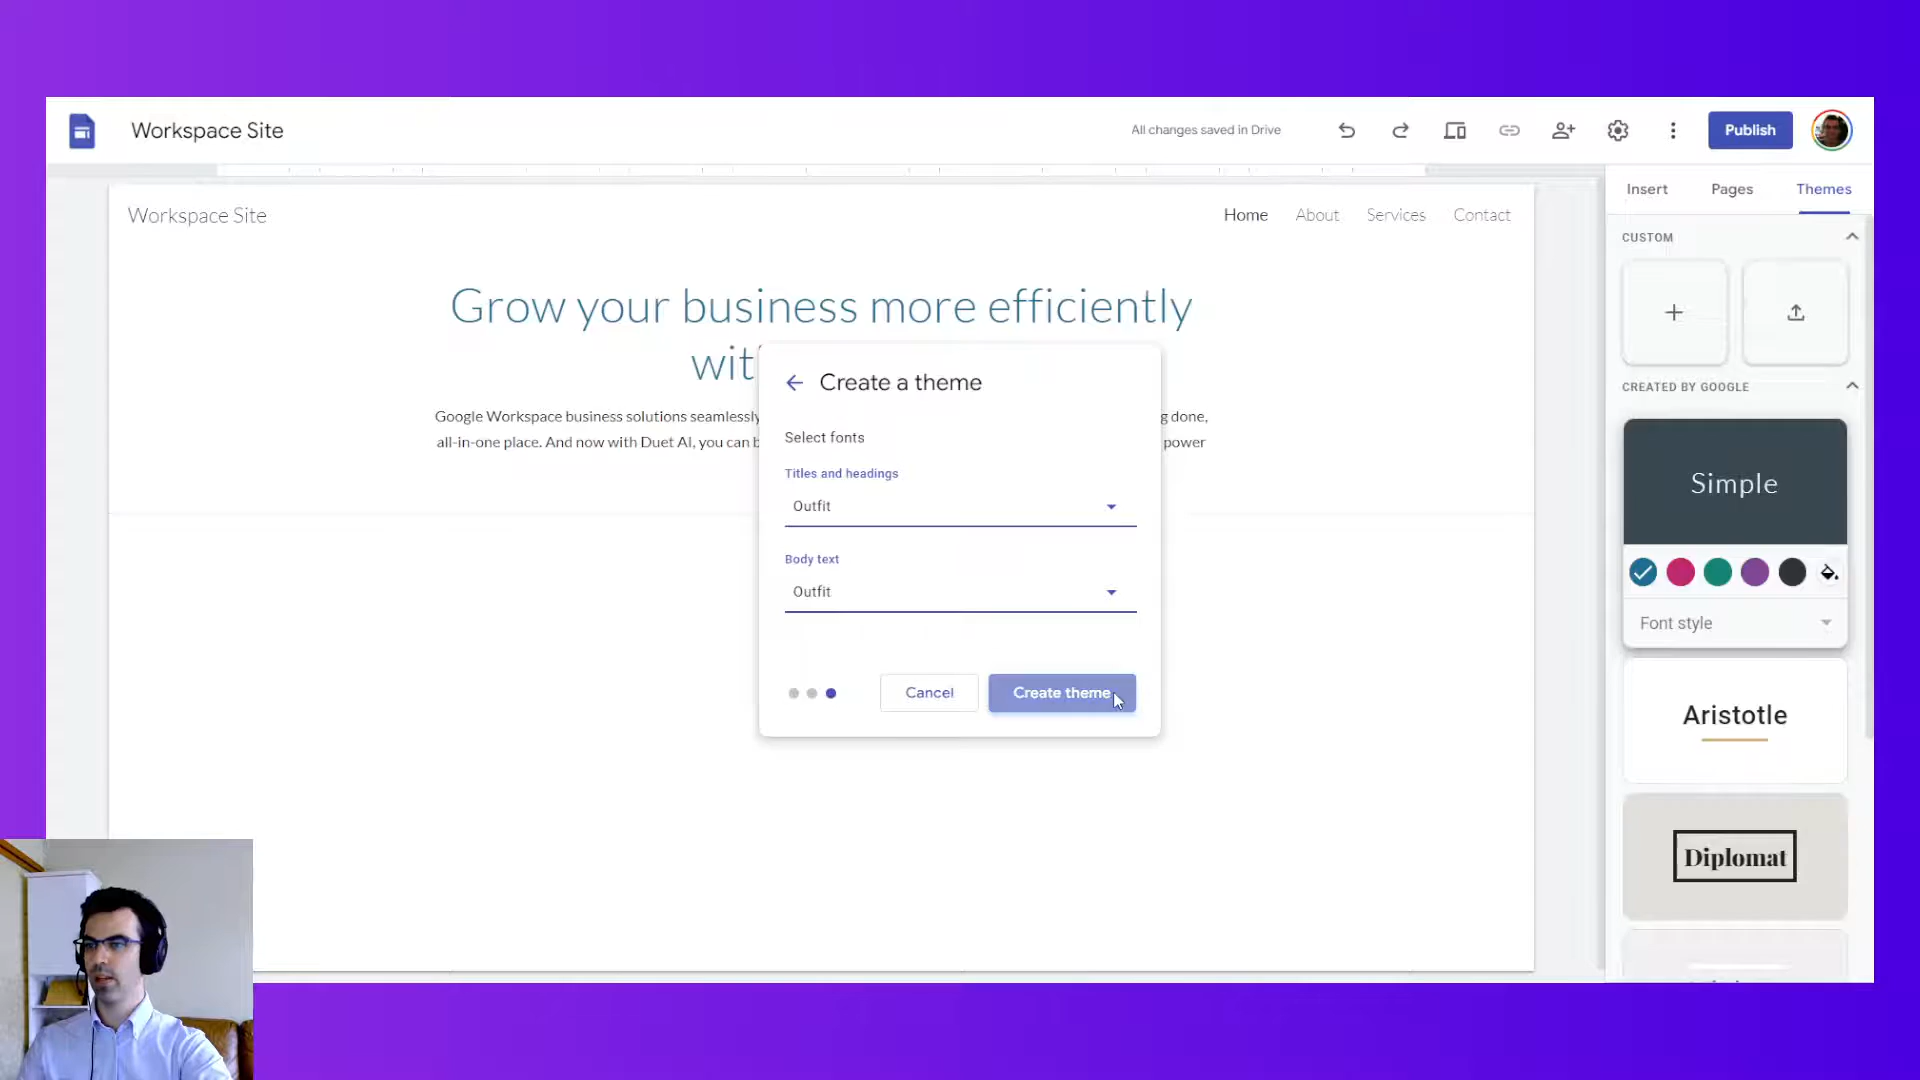 Workspace Site
All changes saved in Drive
Publish
Insert
Pages
Themes
Workspace Site
Home
About
Services
Contact
Grow your business more efficiently
wit
Google Workspace business solutions seamlessly
g done,
all-in-one place. And now with Duet AI, you can b
power
Create a theme
Select fonts
Titles and headings
Outfit
Body text
Outfit
Cancel
Create theme
CUSTOM
CREATED BY GOOGLE
Simple
Font style
Aristotle
Diplomat